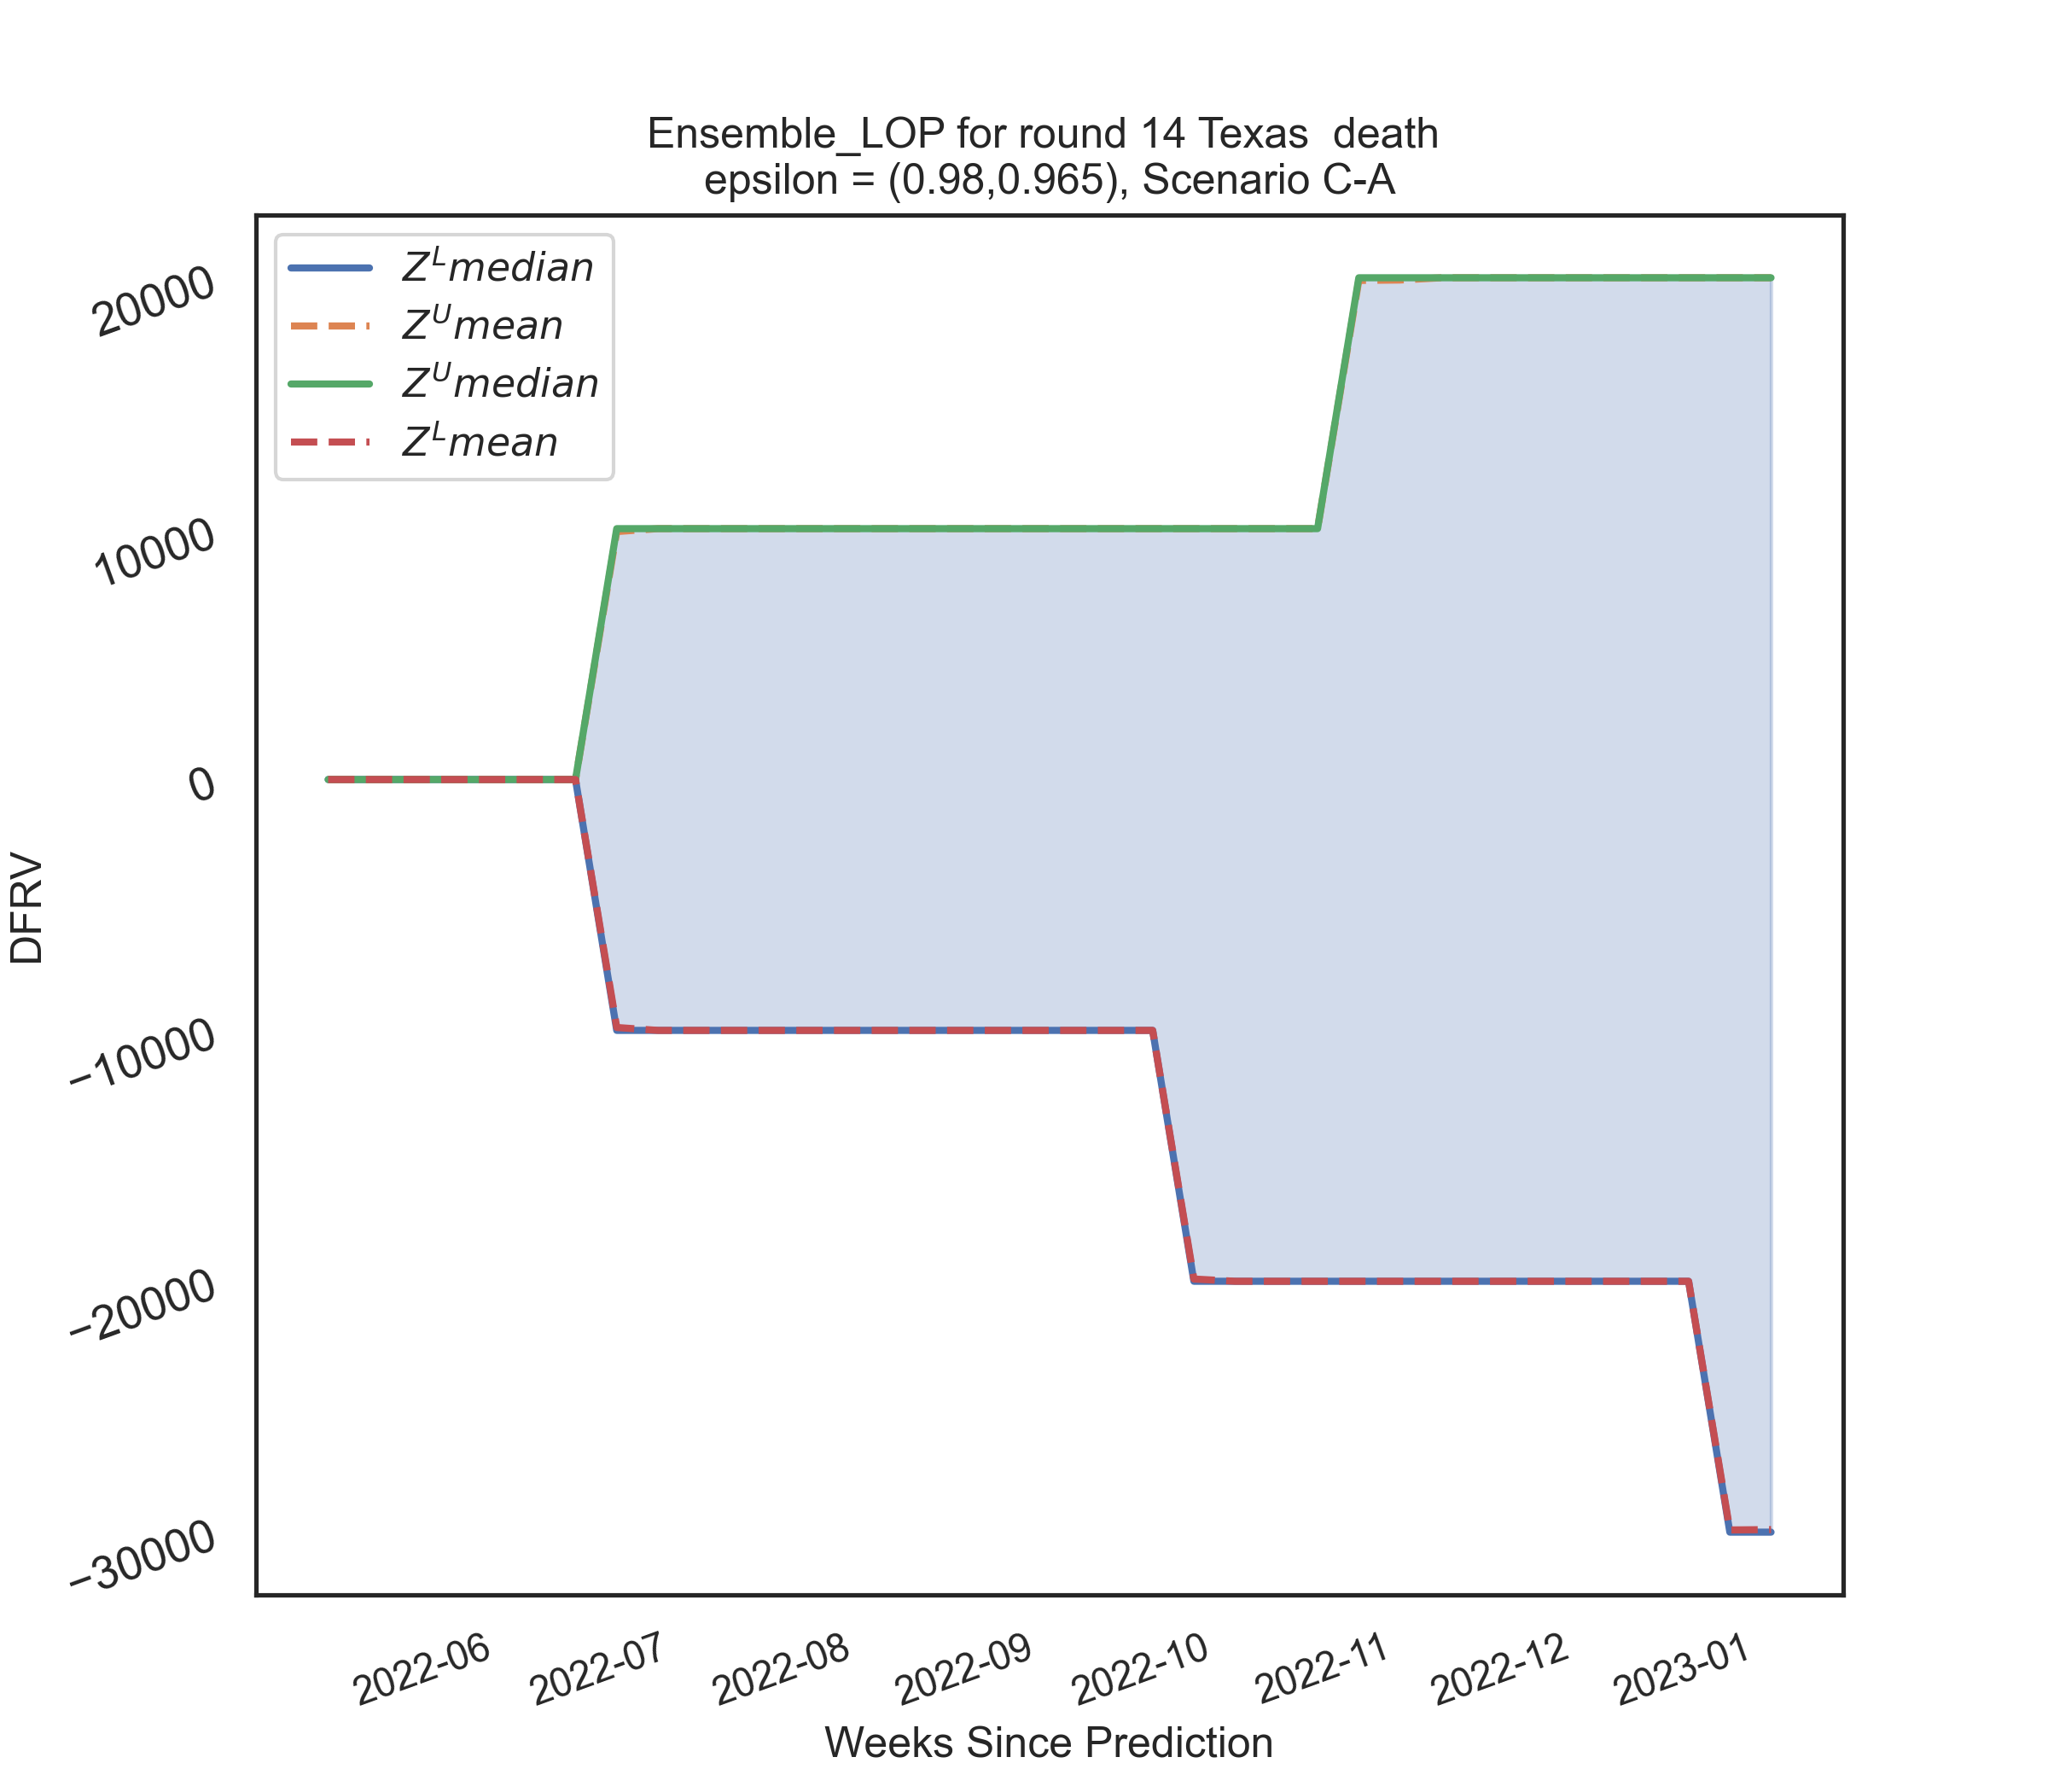 Ensemble_LOP for round 14 Texas  death
epsilon = (0.98,0.965), Scenario C-A
Z^L median
Z^U mean
Z^U median
Z^L mean
20000
10000
0
−10000
−20000
−30000
DFRV
2022-06
2022-07
2022-08
2022-09
2022-10
2022-11
2022-12
2023-01
Weeks Since Prediction